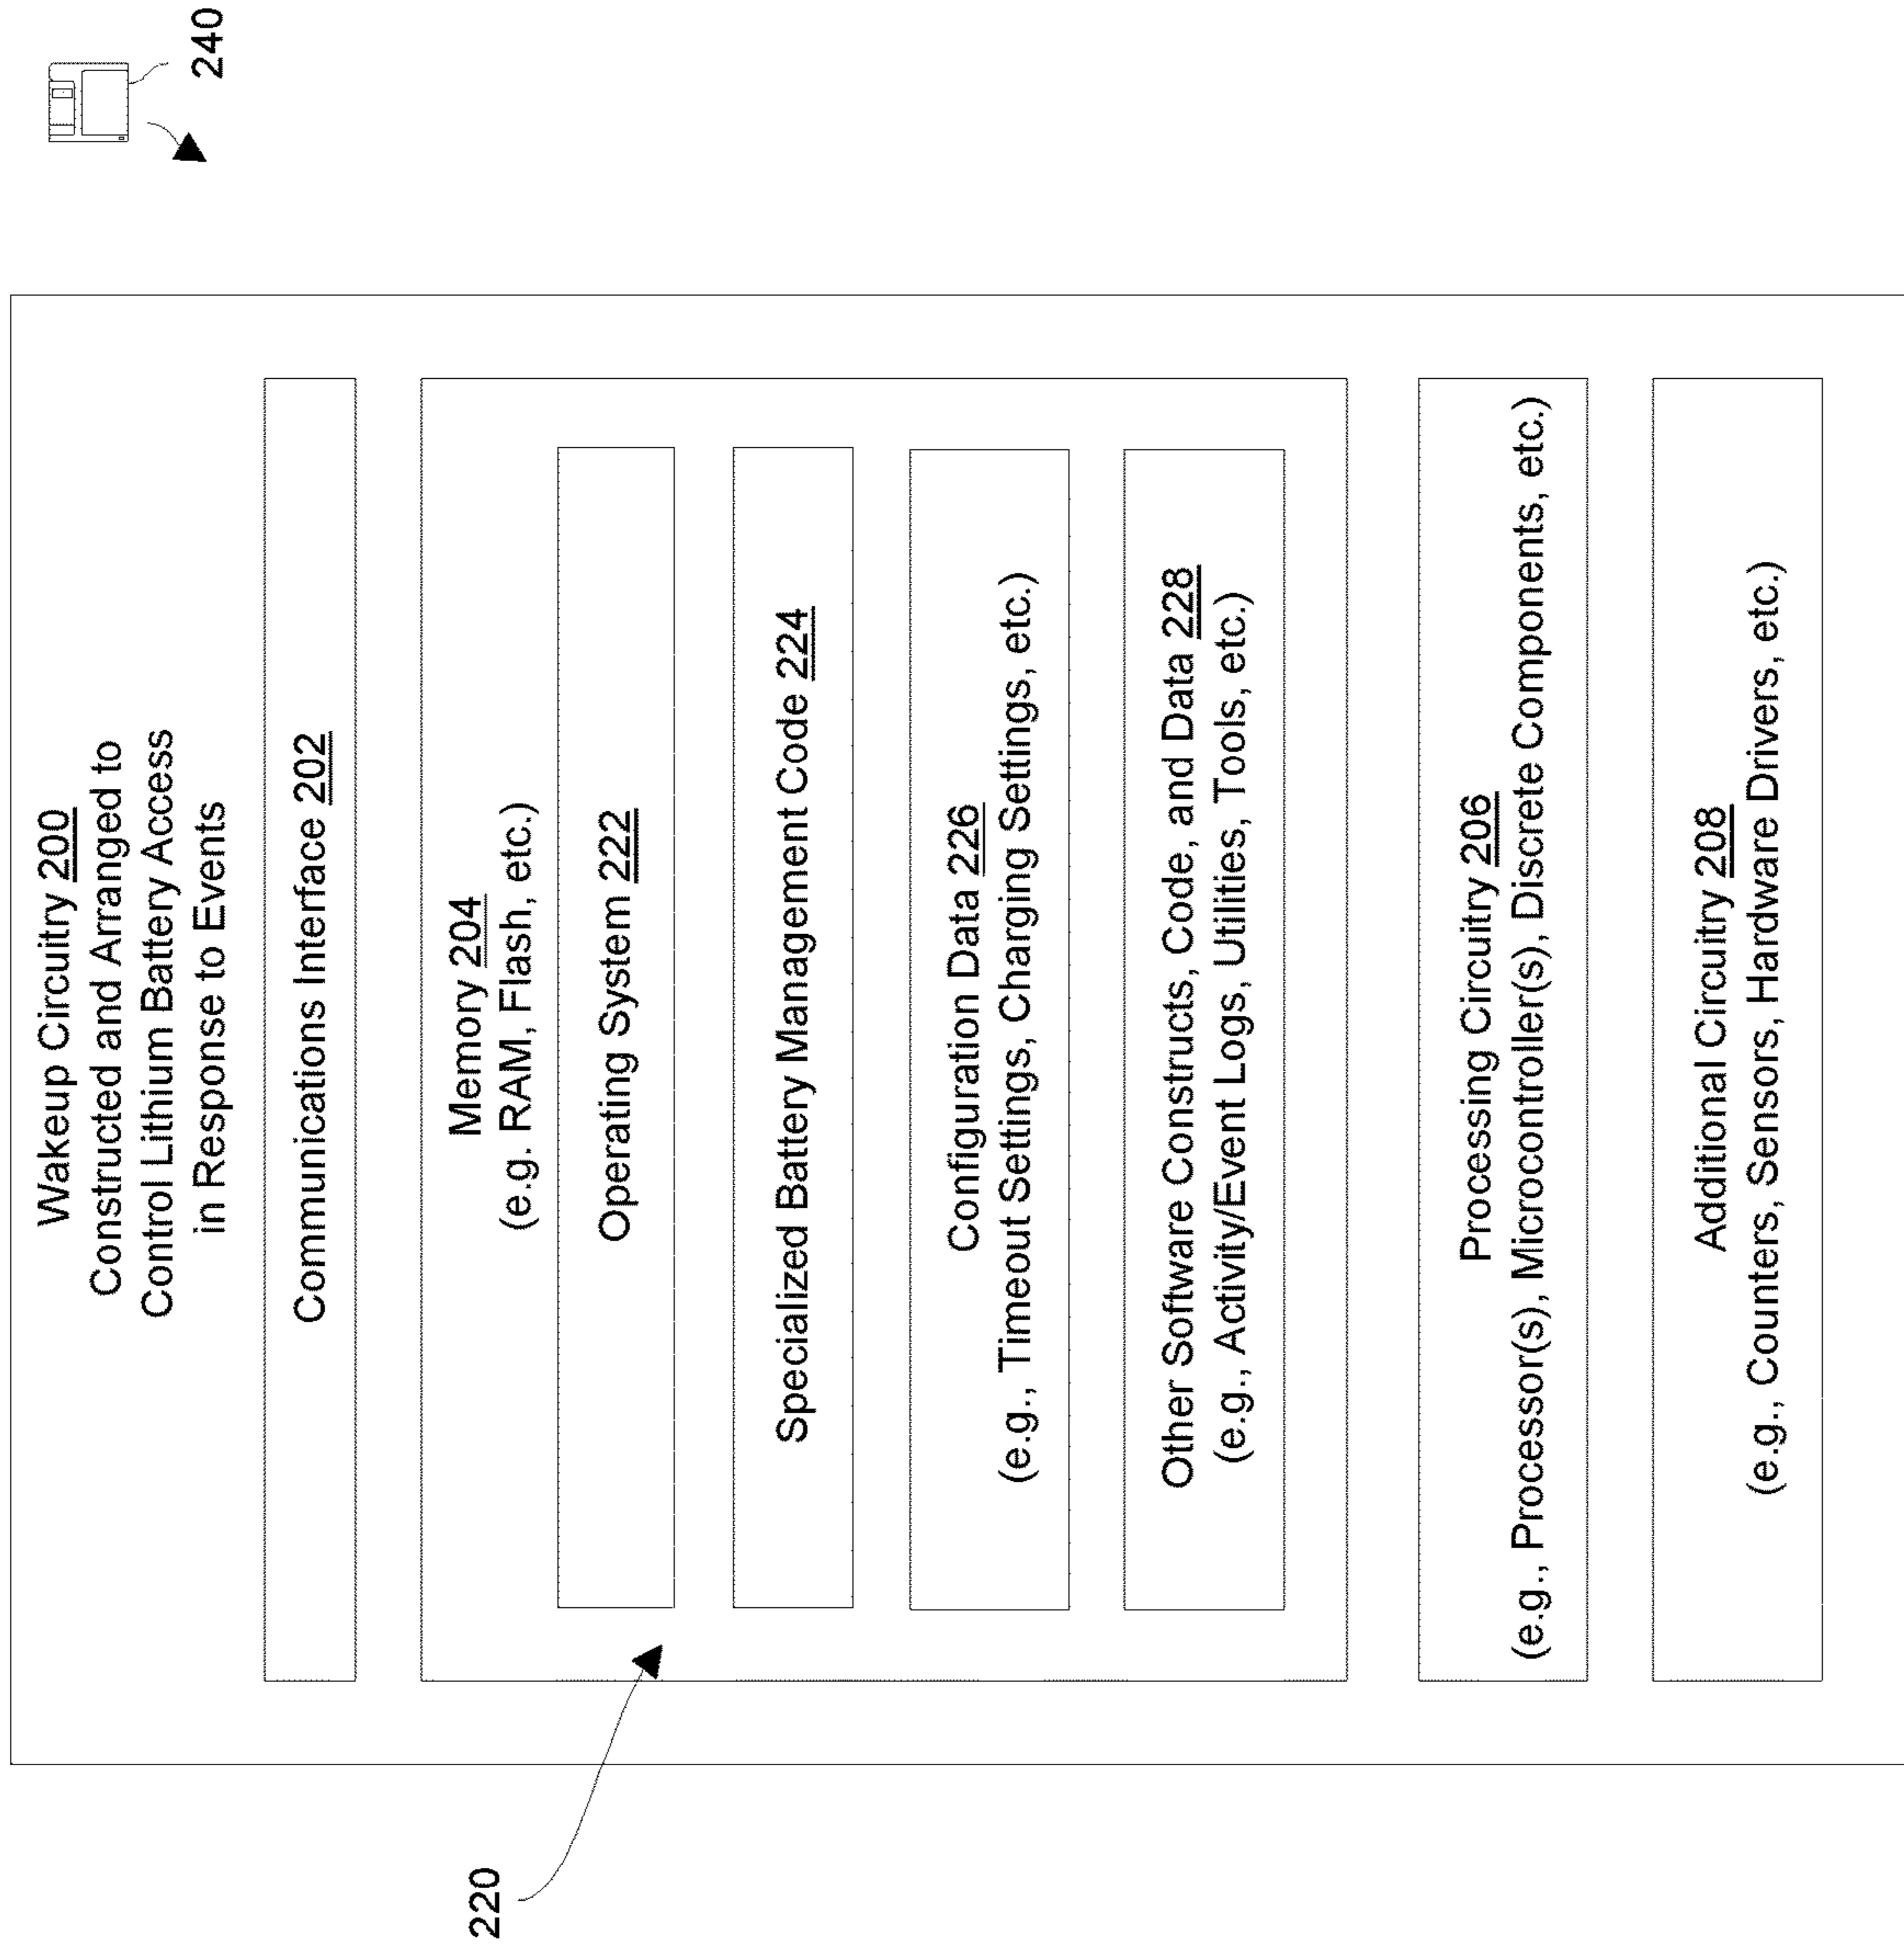 240
Wakeup Circuitry 200
Constructed and Arranged to
Control Lithium Battery Access
in Response to Events
Communications Interface 202
220
Memory 204
(e.g. RAM, Flash, etc.)
Operating System 222
Specialized Battery Management Code 224
Configuration Data 226
(e.g., Timeout Settings, Charging Settings, etc.)
Other Software Constructs, Code, and Data 228
(e.g., Activity/Event Logs, Utilities, Tools, etc.)
Processing Circuitry 206
(e.g., Processor(s), Microcontroller(s), Discrete Components, etc.)
Additional Circuitry 208
(e.g., Counters, Sensors, Hardware Drivers, etc.)